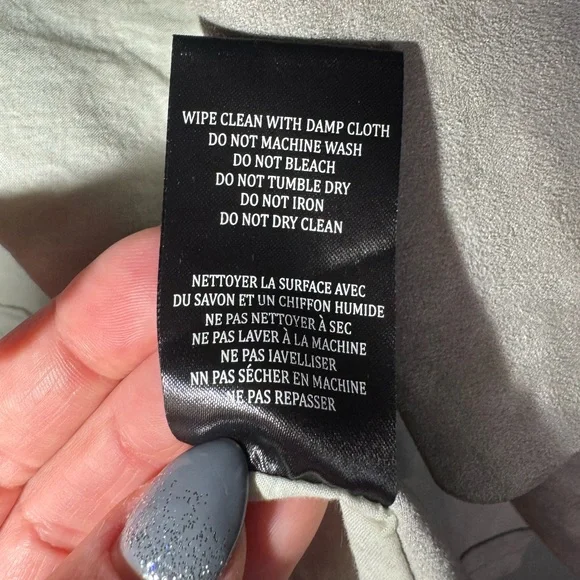 WIPE CLEAN WITH DAMP CLOTH
DO NOT MACHINE WASH
DO NOT BLEACH
DO NOT TUMBLE DRY
DO NOT IRON
DO NOT DRY CLEAN
NETTOYER LA SURFACE AVEC
DU SAVON ET UN CHIFFON HUMIDE
NE PAS NETTOYER À SEC
NE PAS LAVER À LA MACHINE
NE PAS IAVELLISER
NN PAS SÉCHER EN MACHINE
NE PAS REPASSER